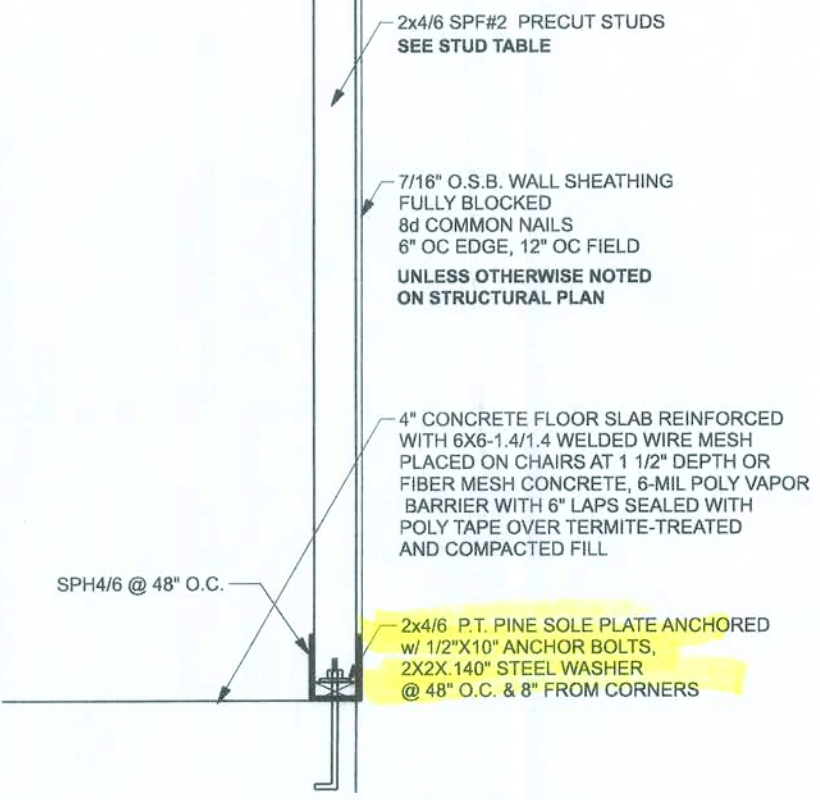 2x4/6 SPF#2 PRECUT STUDS
SEE STUD TABLE
7/16" O.S.B. WALL SHEATHING
FULLY BLOCKED
8d COMMON NAILS
6" OC EDGE, 12" OC FIELD
UNLESS OTHERWISE NOTED
ON STRUCTURAL PLAN
4" CONCRETE FLOOR SLAB REINFORCED
WITH 6X6-1.4/1.4 WELDED WIRE MESH
PLACED ON CHAIRS AT 1 1/2" DEPTH OR
FIBER MESH CONCRETE, 6-MIL POLY VAPOR
BARRIER WITH 6" LAPS SEALED WITH
POLY TAPE OVER TERMITE-TREATED
AND COMPACTED FILL
SPH4/6 @ 48" O.C.
2x4/6 P.T. PINE SOLE PLATE ANCHORED
w/ 1/2"X10" ANCHOR BOLTS,
2X2X.140" STEEL WASHER
@ 48" O.C. & 8" FROM CORNERS